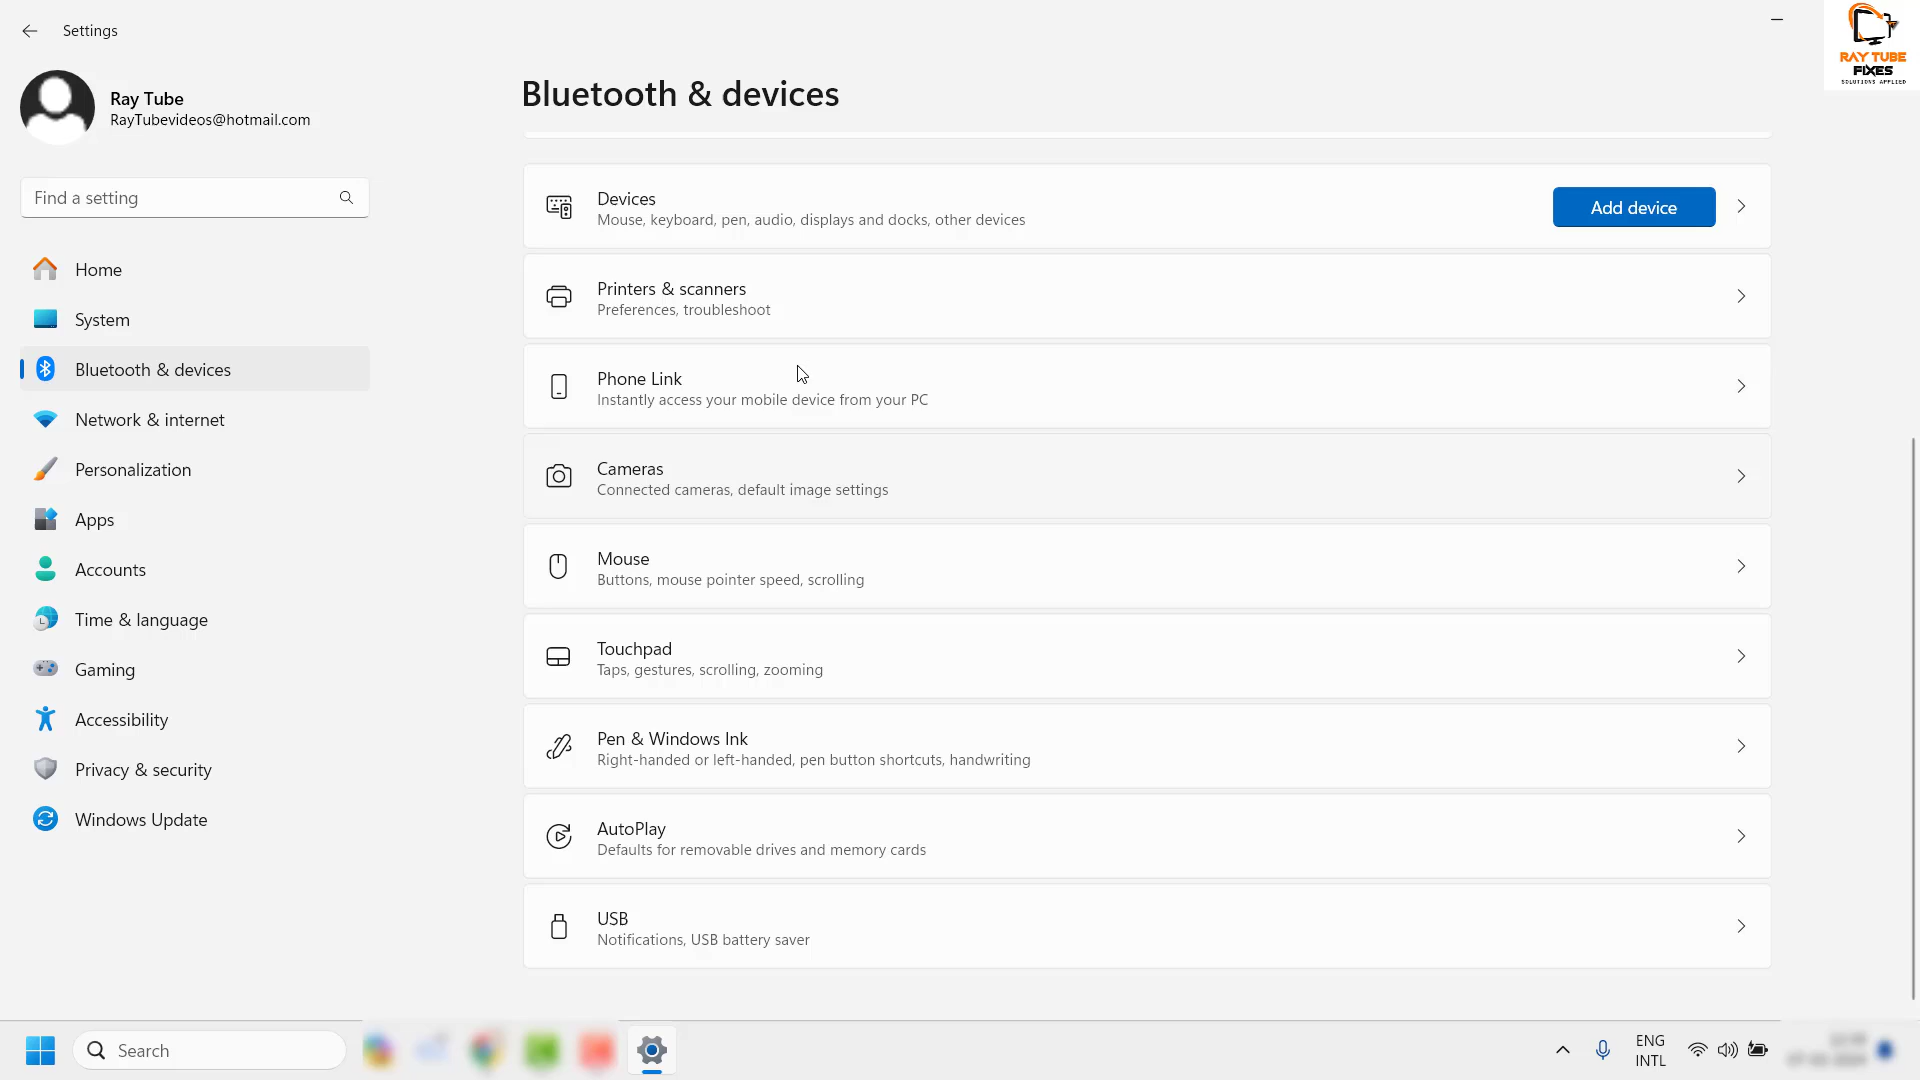 Settings
RAY TUBE
FIXES
SOLUTIONS APPLIED
Ray Tube
RayTubevideos@hotmail.com
Find a setting
Home
System
Bluetooth & devices
Network & internet
Personalization
Apps
Accounts
Time & language
Gaming
Accessibility
Privacy & security
Windows Update
Bluetooth & devices
Devices
Mouse, keyboard, pen, audio, displays and docks, other devices
Add device
Printers & scanners
Preferences, troubleshoot
Phone Link
Instantly access your mobile device from your PC
Cameras
Connected cameras, default image settings
Mouse
Buttons, mouse pointer speed, scrolling
Touchpad
Taps, gestures, scrolling, zooming
Pen & Windows Ink
Right-handed or left-handed, pen button shortcuts, handwriting
AutoPlay
Defaults for removable drives and memory cards
USB
Notifications, USB battery saver
Search
ENG
INTL